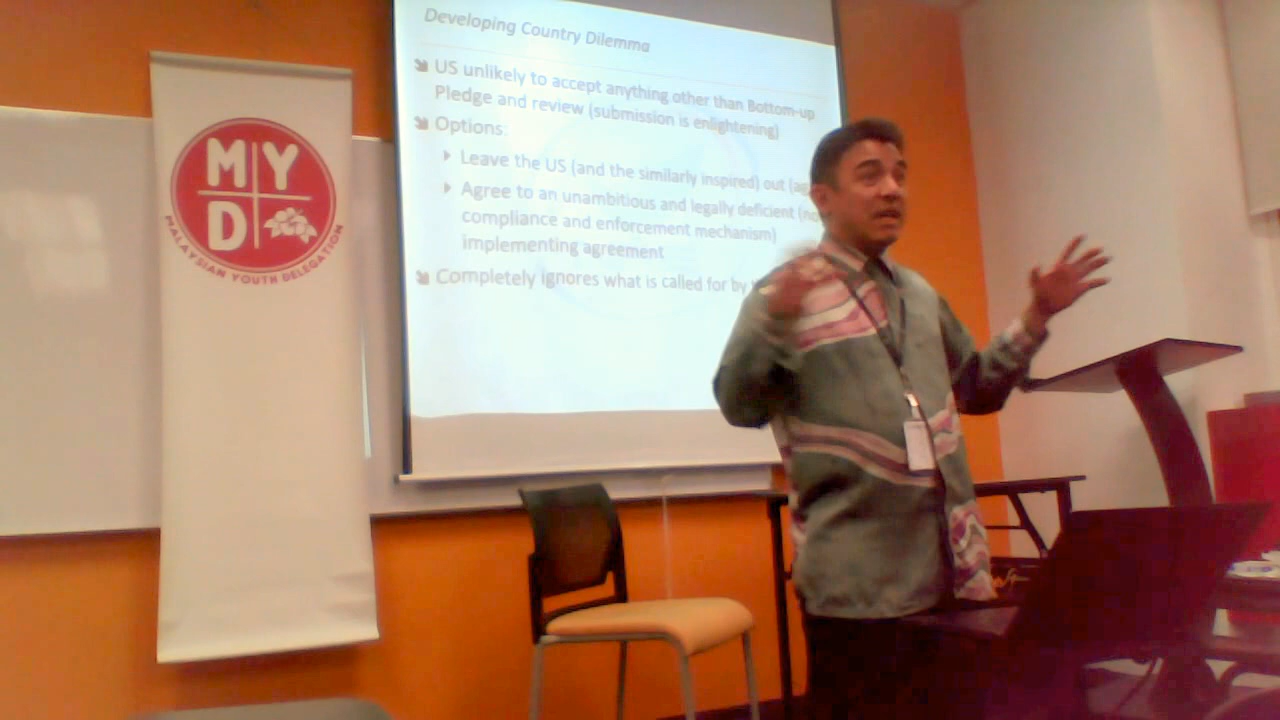 MY
D
MALAYSIAN YOUTH DELEGATION
Developing Country Dilemma
US unlikely to accept anything other than Bottom-up
Pledge and review (submission is enlightening)
Options:
Leave the US (and the similarly inspired) out (ag
Agree to an unambitious and legally deficient (no
compliance and enforcement mechanism)
implementing agreement
Completely ignores what is called for by